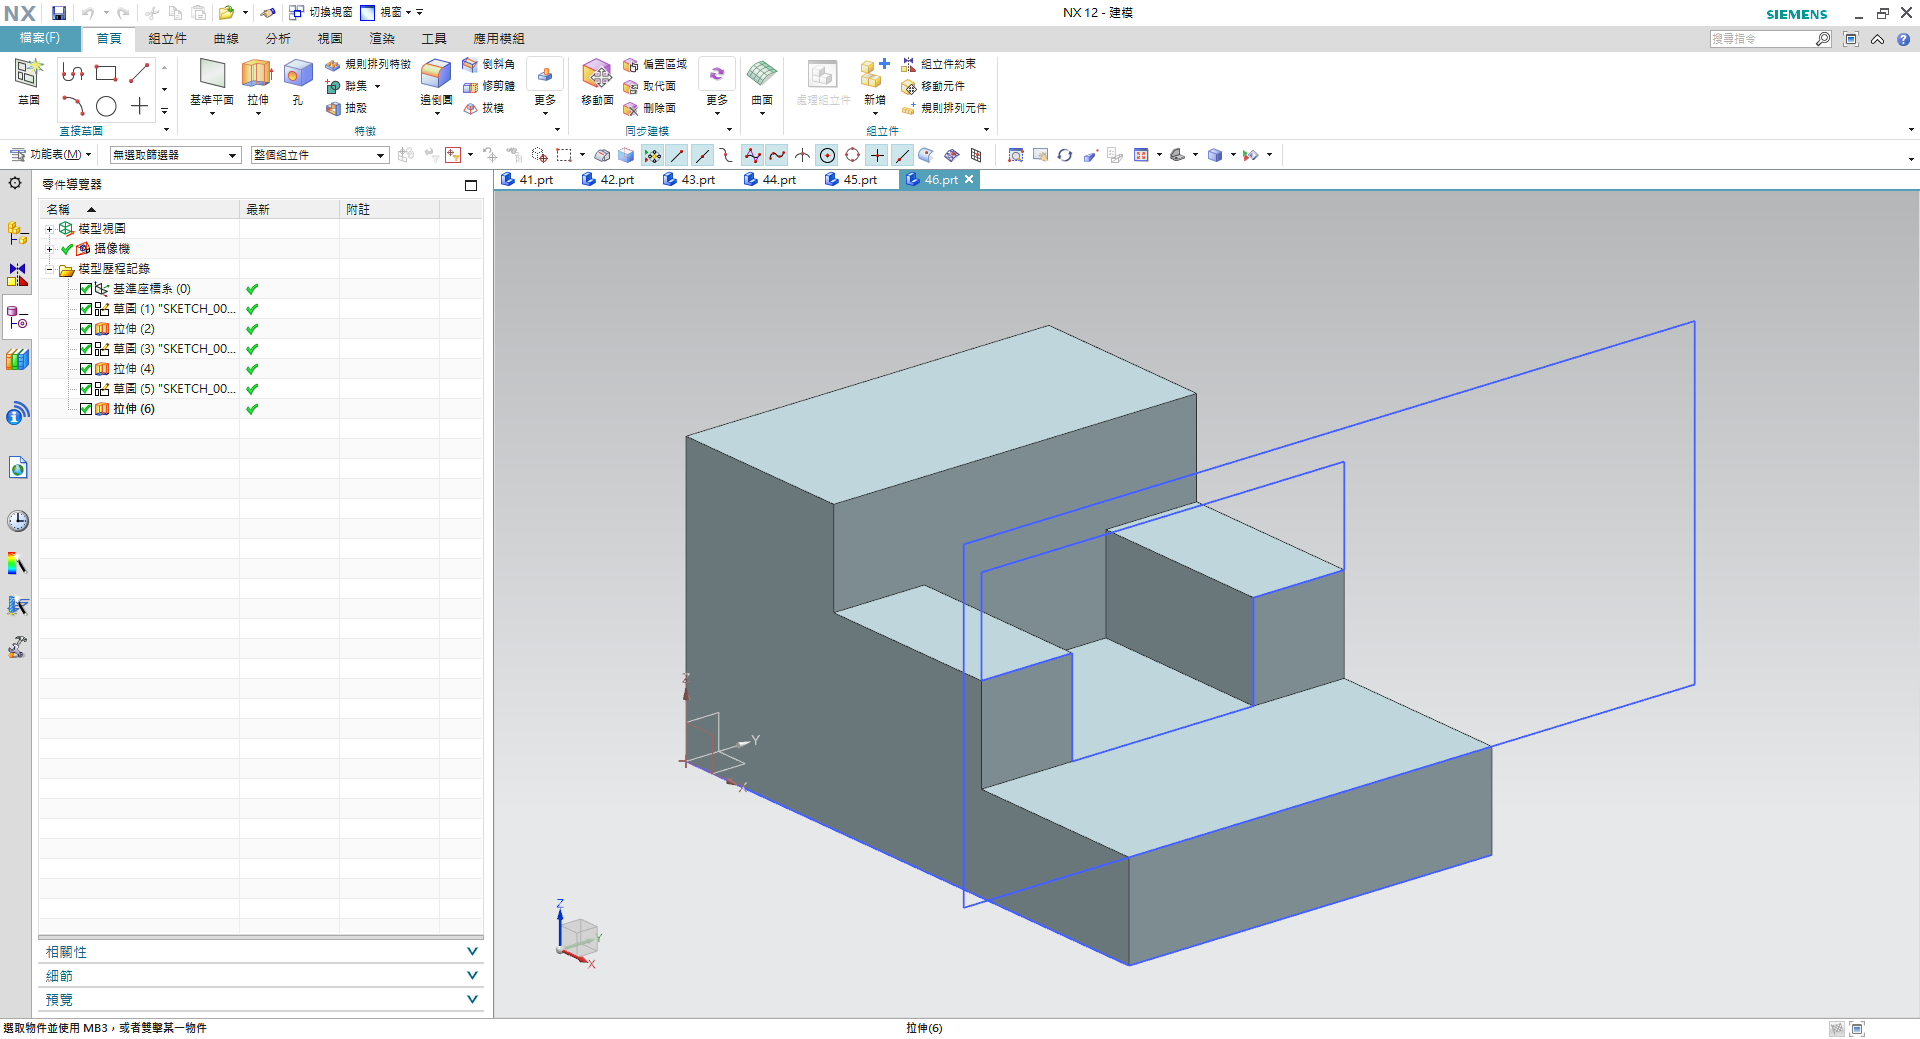 NX 切換視窗 視窗 NX 12 - 建模 SIEMENS
檔案(F) 首頁 組立件 曲線 分析 視圖 渲染 工具 應用模組 搜尋指令
草圖 基準平面 拉伸 孔 規則排列特徵 聯集 抽殼 邊倒圓 倒斜角 修剪體 拔模 更多 移動面 偏置區域 取代面 刪除面 更多 曲面 處理組立件 新增 組立件約束 移動元件 規則排列元件
直接草圖 特徵 同步建模 組立件
功能表(M) 無選取篩選器 整個組立件
零件導覽器 41.prt 42.prt 43.prt 44.prt 45.prt 46.prt
名稱 最新 附註
模型視圖
攝像機
模型歷程記錄
基準座標系 (0)
草圖 (1) "SKETCH_00...
拉伸 (2)
草圖 (3) "SKETCH_00...
拉伸 (4)
草圖 (5) "SKETCH_00...
拉伸 (6)
Z
Y
X
Z
Y
X
相關性
細節
預覽
選取物件並使用 MB3，或者雙擊某一物件 拉伸(6)